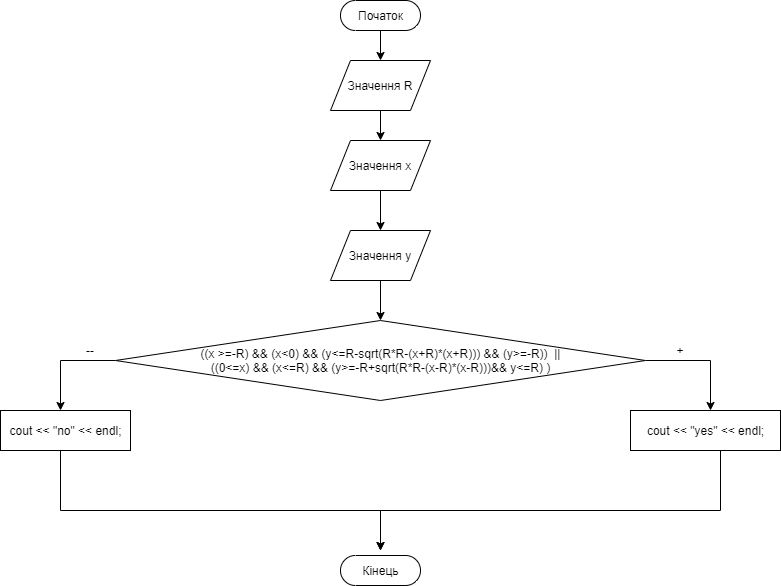 Початок
Значення R
Значення x
Значення y
((x >=-R) && (x<0) && (y<=R-sqrt(R*R-(x+R)*(x+R))) && (y>=-R)) ||
((0<=x) && (x<=R) && (y>=-R+sqrt(R*R-(x-R)*(x-R)))&& y<=R) )
--
+
cout << "no" << endl;
cout << "yes" << endl;
Кінець